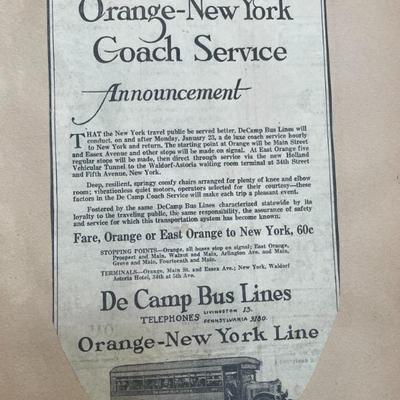 Orange-New York
Coach Service
Announcement
THAT the New York travel public be served better, DeCamp Bus Lines will
conduct, on and after Monday, January 23, a de luxe coach service hourly
to New York and return. The starting point at Orange will be Main Street
and Essex Avenue and other stops will be made on signal. At East Orange five
regular stops will be made, then direct through service via the new Holland
Vehicular Tunnel to the Waldorf-Astoria waiting room terminal at 34th Street
and Fifth Avenue, New York.
Deep, resilient, springy comfy chairs arranged for plenty of knee and elbow
room; vibrationless quiet motors, operators selected for their courtesy—these
factors in the De Camp Coach Service will make each trip a pleasant event.
Fostered by the same DeCamp Bus Lines characterized statewide by its
loyalty to the traveling public, the same responsibility, the assurance of safety
and service for which this transportation system has become known.
Fare, Orange or East Orange to New York, 60c
STOPPING POINTS—Orange, all buses stop on signal; East Orange,
Prospect and Main, Walnut and Main, Arlington Ave. and Main,
Grove and Main, Fourteenth and Main.
TERMINALS—Orange, Main St. and Essex Ave.; New York, Waldorf
Astoria Hotel, 34th at 5th Ave.
De Camp Bus Lines
TELEPHONES LIVINGSTON 13.
PENNSYLVANIA 3180.
Orange-New York Line